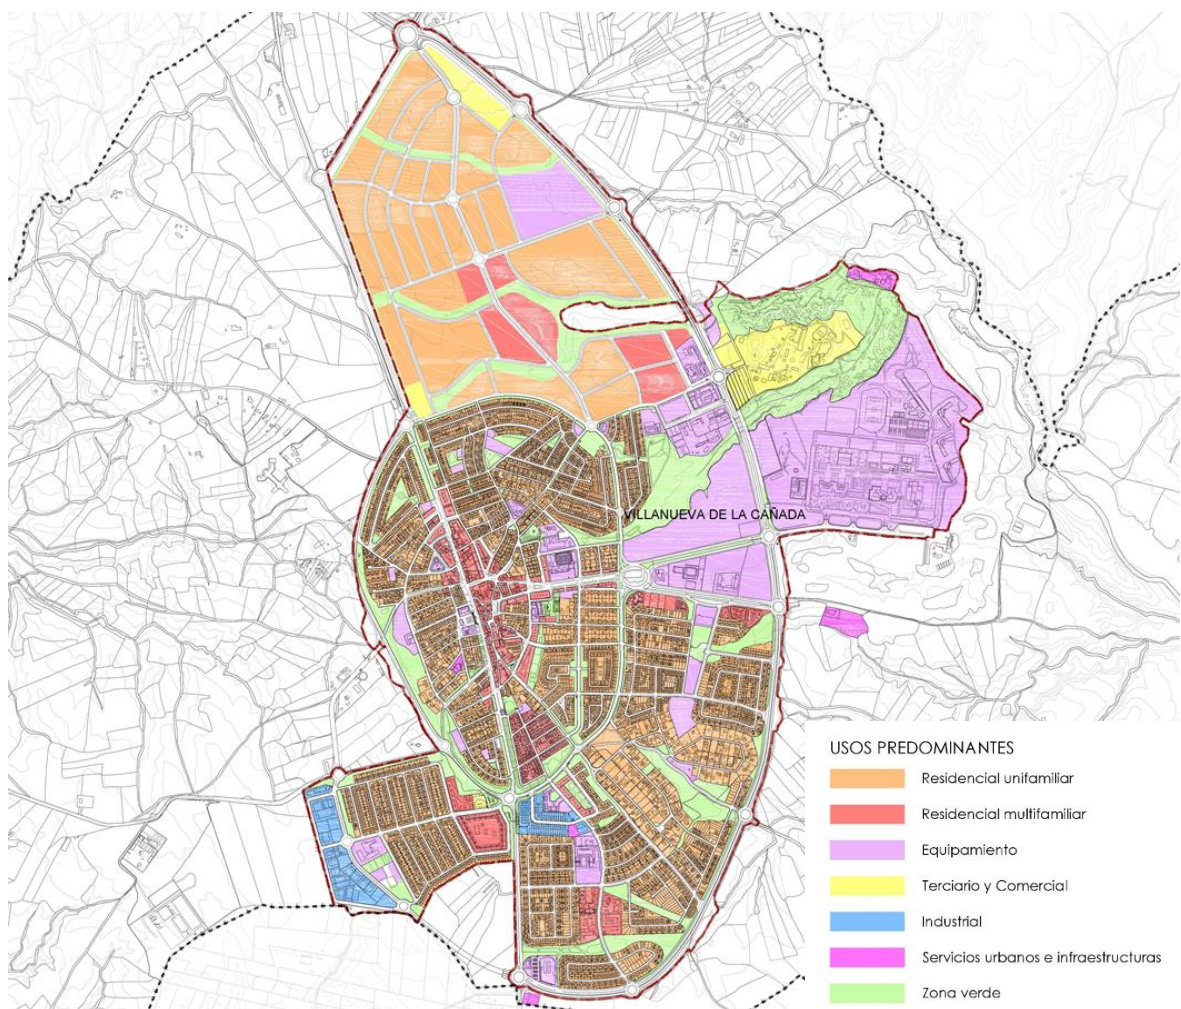 VILLANUEVA DE LA CAÑADA
USOS PREDOMINANTES
Residencial unifamiliar
Residencial multifamiliar
Equipamiento
Terciario y Comercial
Industrial
Servicios urbanos e infraestructuras
Zona verde